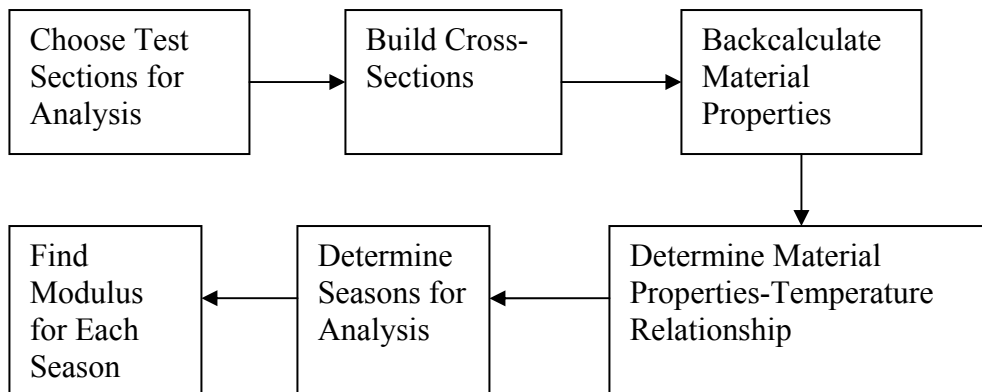 Choose Test
Sections for
Analysis
Build Cross-
Sections
Backcalculate
Material
Properties
Determine Material
Properties-Temperature
Relationship
Determine
Seasons for
Analysis
Find
Modulus
for Each
Season